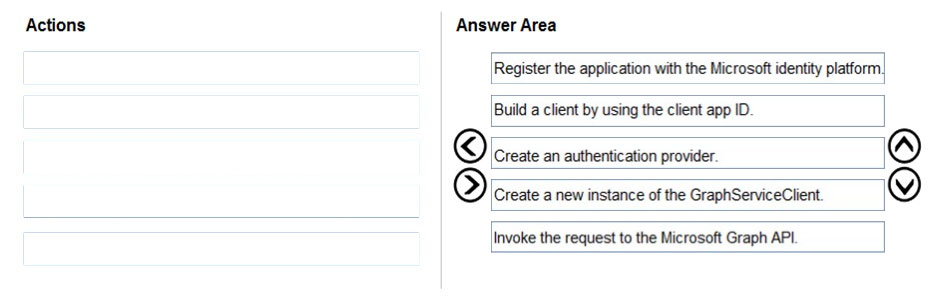 Actions
Answer Area
Register the application with the Microsoft identity platform.
Build a client by using the client app ID.
Create an authentication provider.
Create a new instance of the GraphServiceClient.
Invoke the request to the Microsoft Graph API.